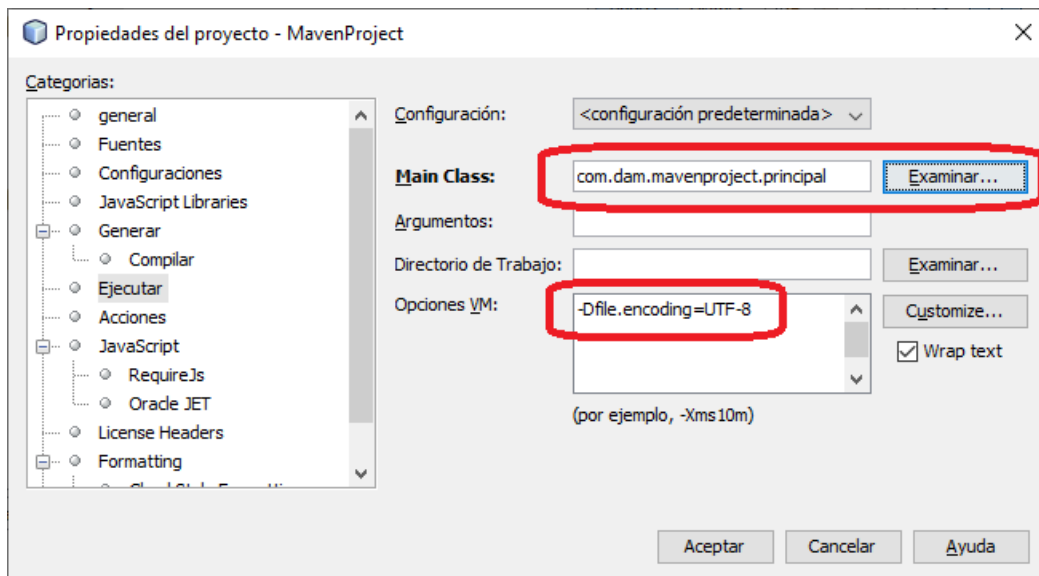 Propiedades del proyecto - MavenProject
Categorias:
general
Fuentes
Configuraciones
JavaScript Libraries
Generar
Compilar
Ejecutar
Acciones
JavaScript
RequireJs
Oracle JET
License Headers
Formatting
Configuración: <configuración predeterminada>
Main Class: com.dam.mavenproject.principal Examinar...
Argumentos:
Directorio de Trabajo: Examinar...
Opciones VM: -Dfile.encoding=UTF-8 Customize...
Wrap text
(por ejemplo, -Xms10m)
Aceptar Cancelar Ayuda